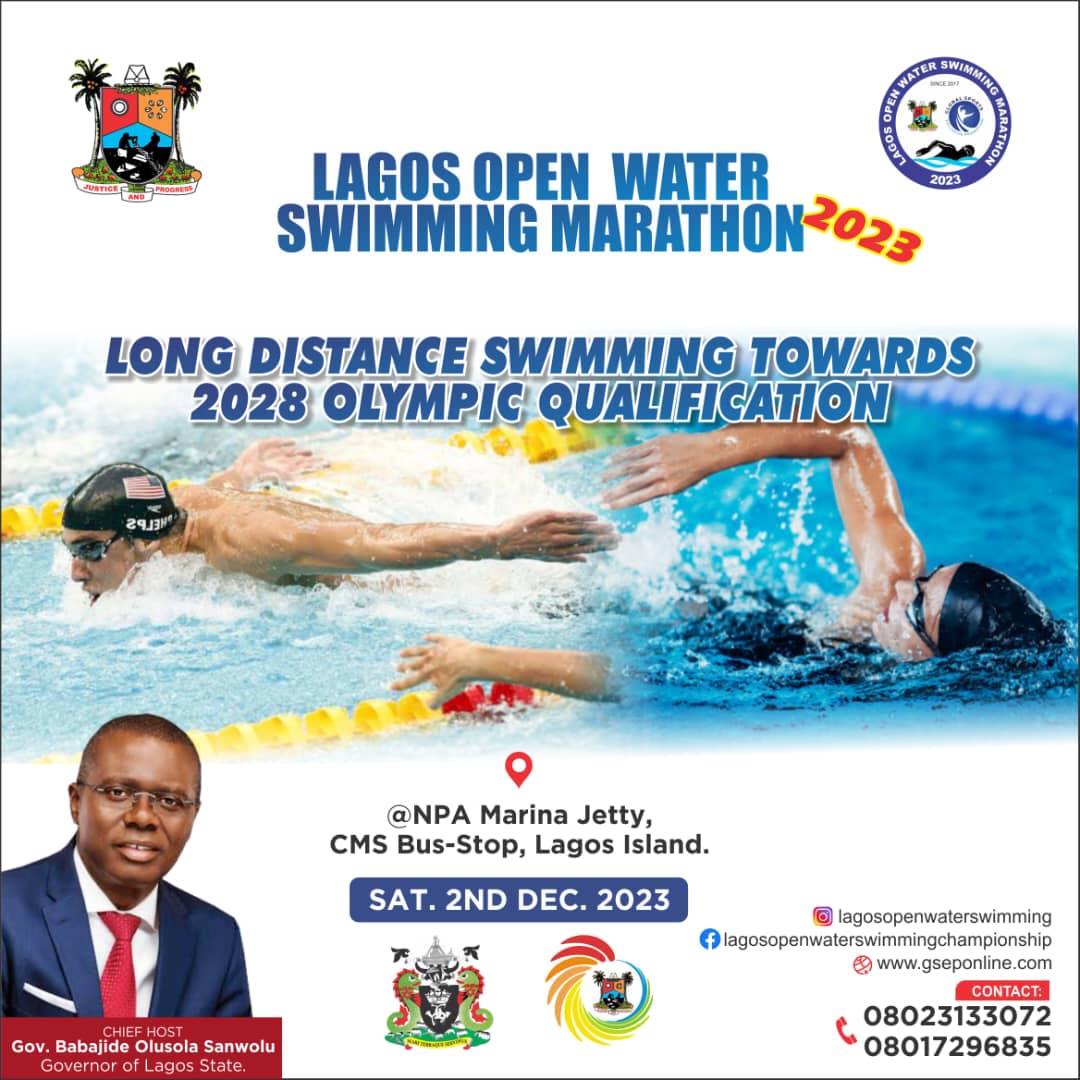 JUSTICE AND PROGRESS
LAGOS OPEN WATER SWIMMING MARATHON
SINCE 2017
2023
LAGOS OPEN WATER
SWIMMING MARATHON
2023
LONG DISTANCE SWIMMING TOWARDS
2028 OLYMPIC QUALIFICATION
PHELPS
@NPA Marina Jetty,
CMS Bus-Stop, Lagos Island.
SAT. 2ND DEC. 2023
lagosopenwaterswimming
lagosopenwaterswimmingchampionship
www.gseponline.com
CONTACT:
08023133072
08017296835
CHIEF HOST
Gov. Babajide Olusola Sanwolu
Governor of Lagos State.